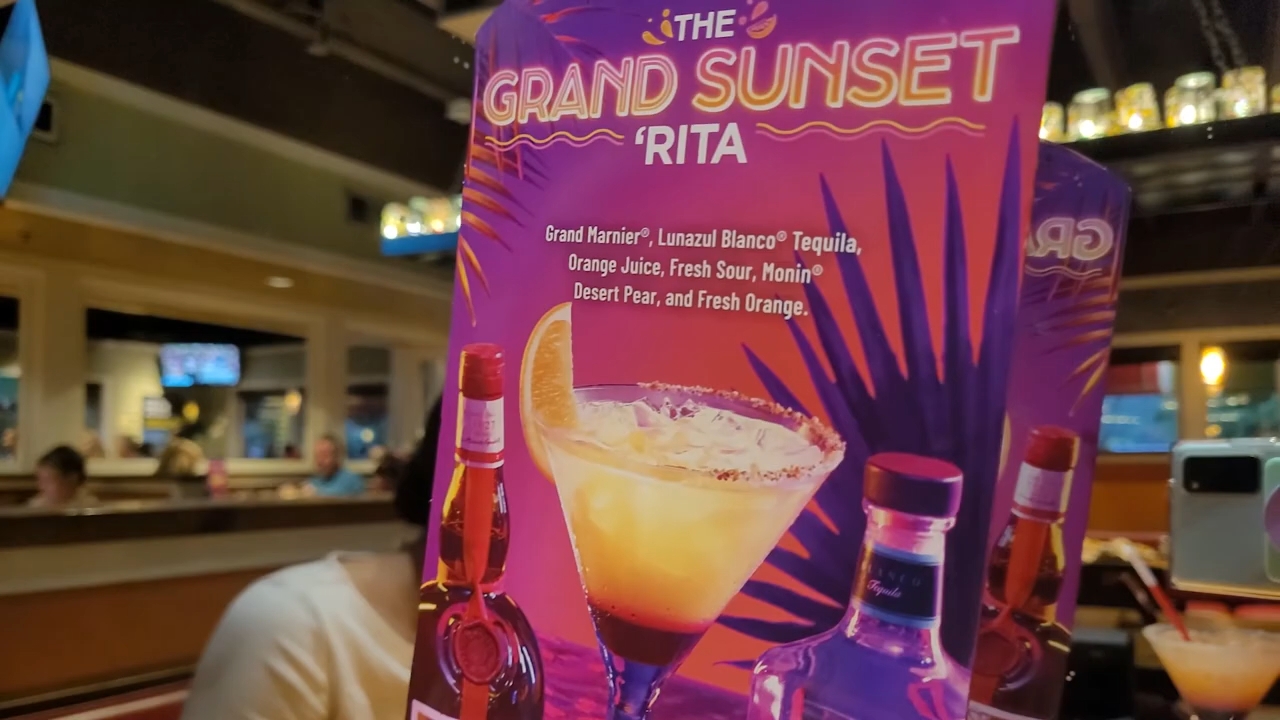 THE
GRAND SUNSET
‘RITA
Grand Marnier®, Lunazul Blanco® Tequila,
Orange Juice, Fresh Sour, Monin®
Desert Pear, and Fresh Orange.
Tequila